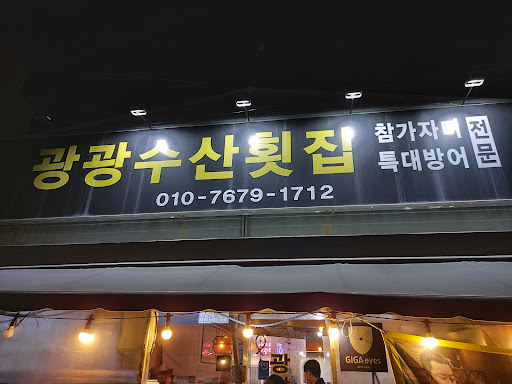 광광수산횟집
참가자미
특대방어
전문
010-7679-1712
GIGA eyes